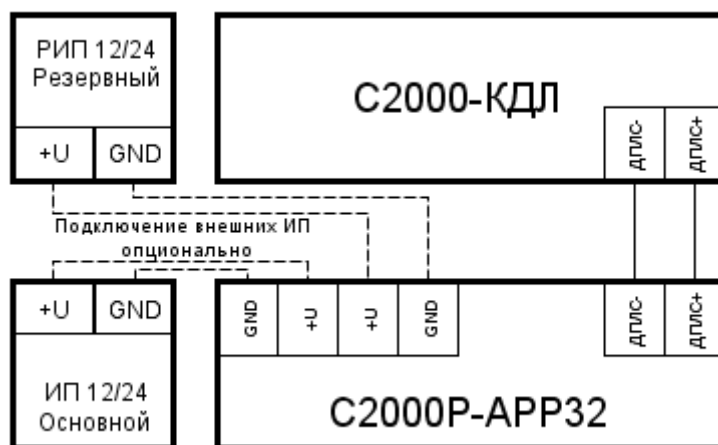 РИП 12/24
Резервный
+U GND
С2000-КДЛ
ДПЛС- ДПЛС+
Подключение внешних ИП
опционально
+U GND
ИП 12/24
Основной
GND +U +U GND
ДПЛС- ДПЛС+
С2000Р-АРР32